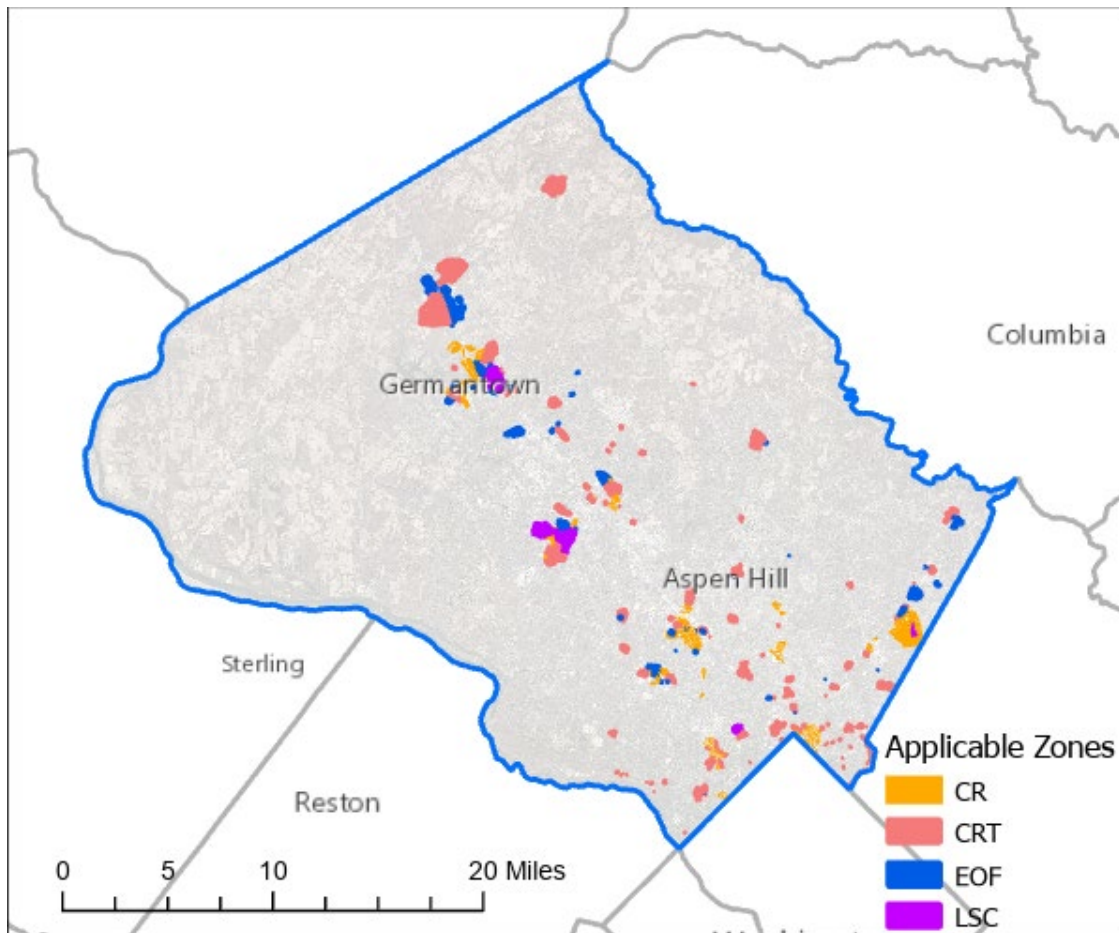 Columbia
Germantown
Aspen Hill
Sterling
Reston
Applicable Zones
CR
CRT
EOF
LSC
0 5 10 20 Miles